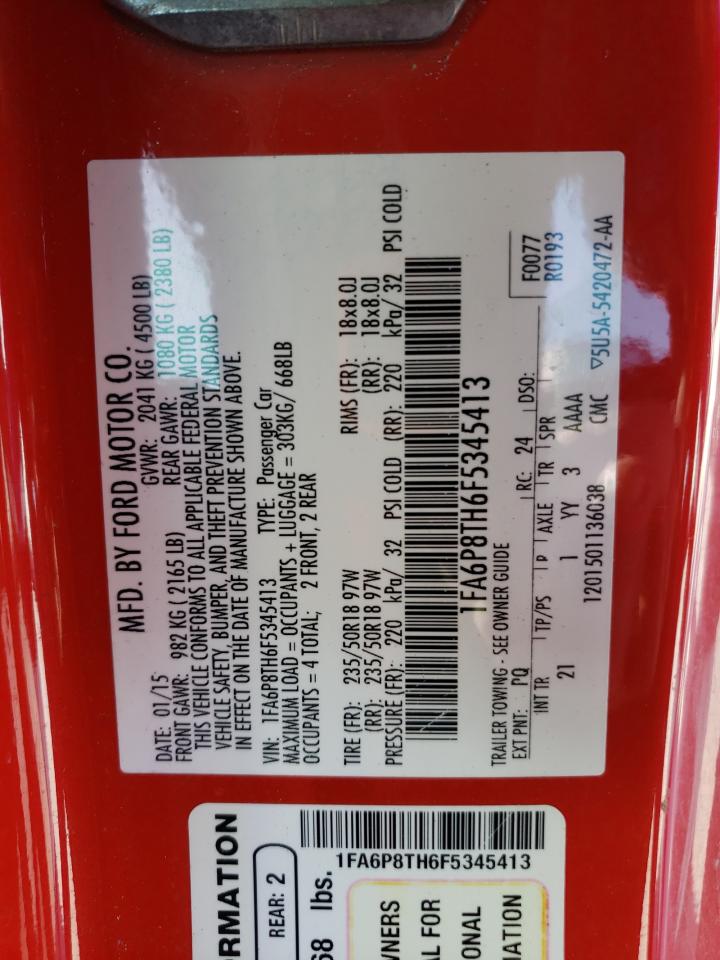 MFD. BY FORD MOTOR CO.
DATE: 01/15 GVWR: 2041 KG ( 4500 LB)
FRONT GAWR: 982 KG ( 2165 LB) REAR GAWR: 1080 KG ( 2380 LB)
THIS VEHICLE CONFORMS TO ALL APPLICABLE FEDERAL MOTOR
VEHICLE SAFETY, BUMPER, AND THEFT PREVENTION STANDARDS
IN EFFECT ON THE DATE OF MANUFACTURE SHOWN ABOVE.
VIN: 1FA6P8TH6F5345413 TYPE: Passenger Car
MAXIMUM LOAD = OCCUPANTS + LUGGAGE = 303KG/ 668LB
OCCUPANTS = 4 TOTAL; 2 FRONT, 2 REAR
TIRE (FR): 235/50R18 97W RIMS (FR): 18x8.0J
(RR): 235/50R18 97W (RR): 18x8.0J
PRESSURE (FR): 220 kPa/ 32 PSI COLD (RR): 220 kPa/ 32 PSI COLD
1FA6P8TH6F5345413
TRAILER TOWING - SEE OWNER GUIDE F0077
EXT PNT: PQ RC: 24 DSO: R0193
INT TR TP/PS P AXLE TR SPR
21 1 YY 3 AAAA
1201501136038 CMC ▽5U5A-5420472-AA
RMATION
REAR: 2
68 lbs.
1FA6P8TH6F5345413
WNERS
AL FOR
ONAL
ATION